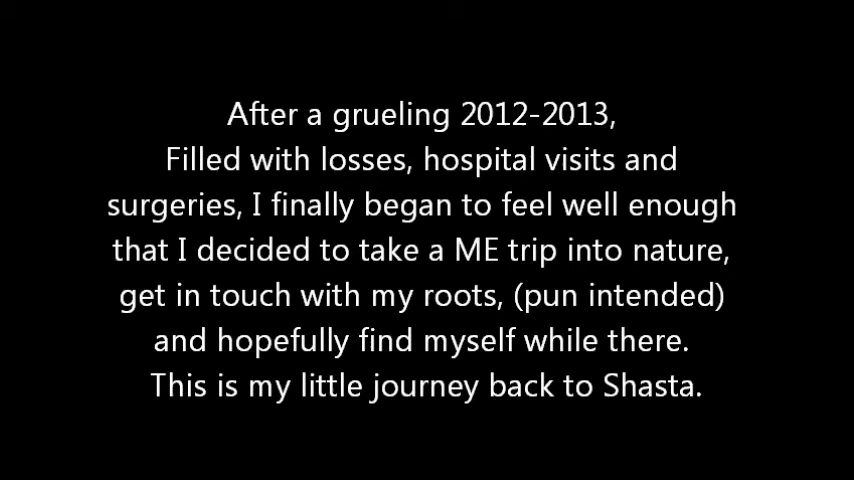 After a grueling 2012-2013,
Filled with losses, hospital visits and
surgeries, I finally began to feel well enough
that I decided to take a ME trip into nature,
get in touch with my roots, (pun intended)
and hopefully find myself while there.
This is my little journey back to Shasta.